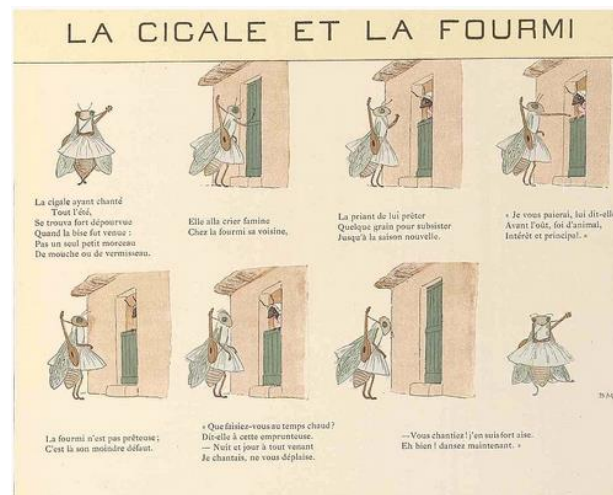 LA CIGALE ET LA FOURMI
La cigale ayant chanté
Tout l'été,
Se trouva fort dépourvue
Quand la bise fut venue :
Pas un seul petit morceau
De mouche ou de vermisseau.
Elle alla crier famine
Chez la fourmi sa voisine,
La priant de lui prêter
Quelque grain pour subsister
Jusqu'à la saison nouvelle.
« Je vous paierai, lui dit-elle
Avant l'oût, foi d'animal,
Intérêt et principal. »
La fourmi n'est pas prêteuse ;
C'est là son moindre défaut.
« Que faisiez-vous au temps chaud?
Dit-elle à cette emprunteuse.
— Nuit et jour à tout venant
Je chantais, ne vous déplaise.
— Vous chantiez! j'en suis fort aise.
Eh bien! dansez maintenant. »